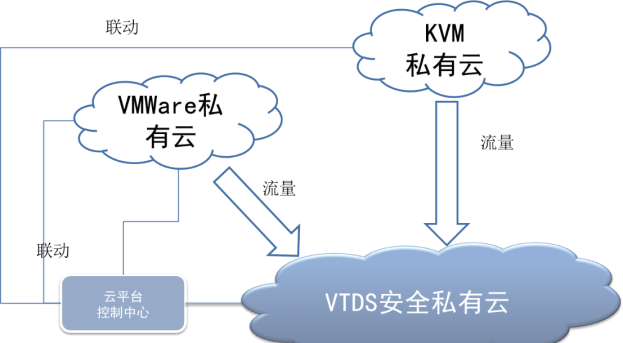 联动
KVM
私有云
VMWare私
有云
流量
流量
联动
云平台
控制中心
VTDS安全私有云